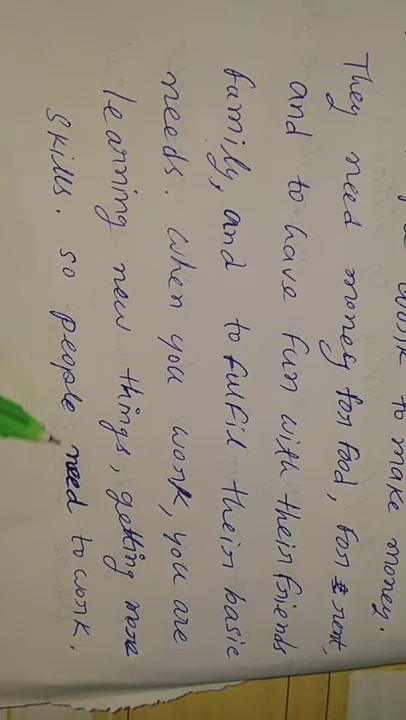 work to make money.
They need money for food, for rent,
and to have fun with their friends
family, and to fulfil their basic
needs. When you work, you are
learning new things, getting more
skills. So people need to work.